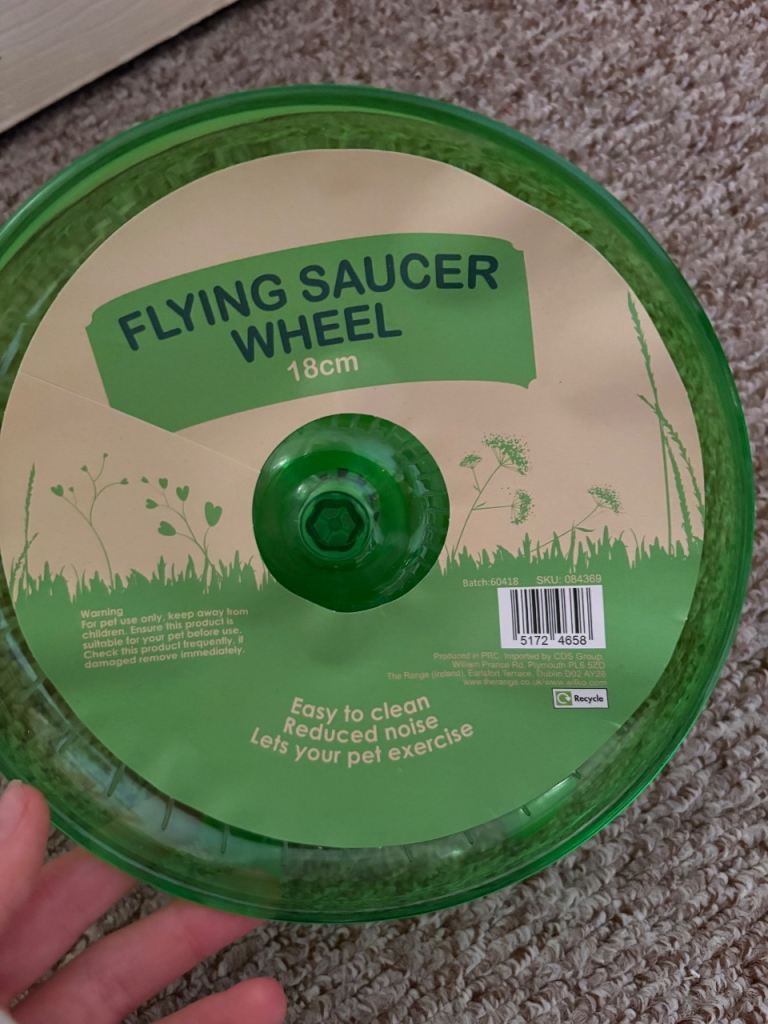 FLYING SAUCER
WHEEL
18cm
Batch:60418 SKU: 084369
5172 4658
Warning
For pet use only, keep away from
children. Ensure this product is
suitable for your pet before use.
Check this product frequently, if
damaged remove immediately.
Produced in PRC. Imported by CDS Group,
William Prance Rd, Plymouth PL6 5ZD
The Range (Ireland), Earlsfort Terrace, Dublin D02 AY28
www.therange.co.uk/www.wilko.com
Recycle
Easy to clean
Reduced noise
Lets your pet exercise